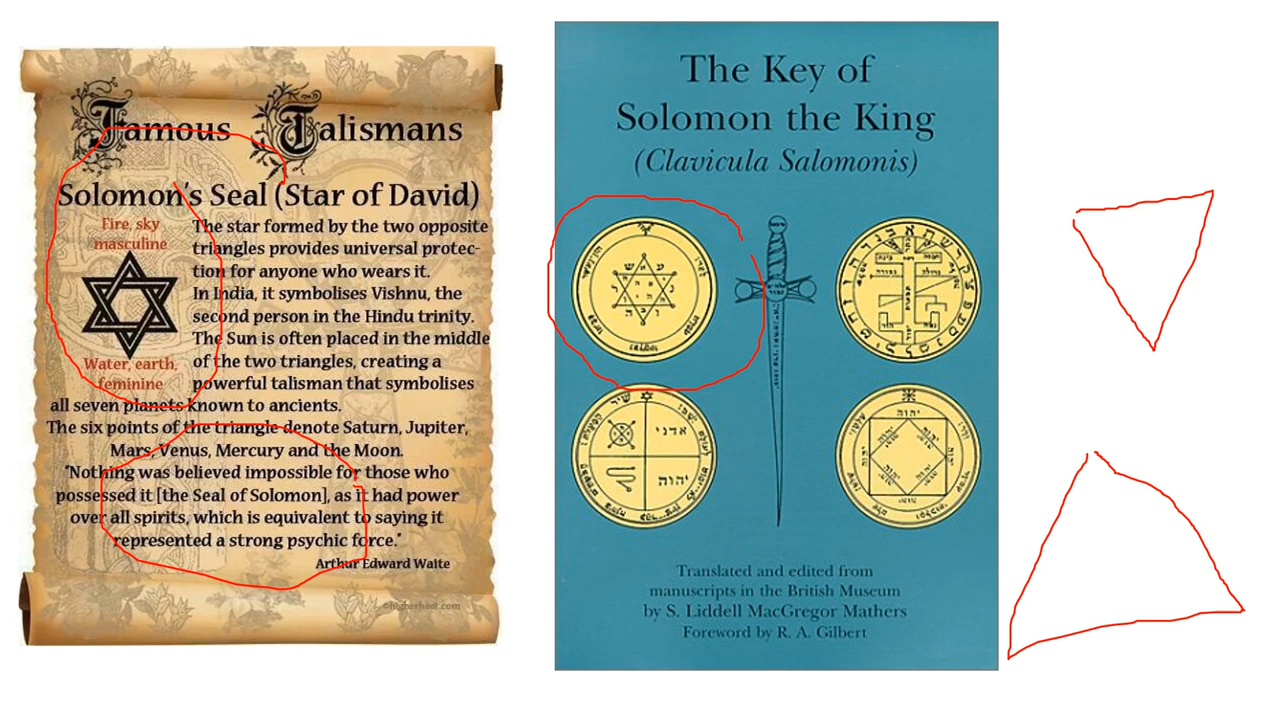 Famous Talismans
Solomon's Seal (Star of David)
Fire, sky
masculine
Water, earth,
feminine
The star formed by the two opposite
triangles provides universal protec-
tion for anyone who wears it.
In India, it symbolises Vishnu, the
second person in the Hindu trinity.
The Sun is often placed in the middle
of the two triangles, creating a
powerful talisman that symbolises
all seven planets known to ancients.
The six points of the triangle denote Saturn, Jupiter,
Mars, Venus, Mercury and the Moon.
"Nothing was believed impossible for those who
possessed it [the Seal of Solomon], as it had power
over all spirits, which is equivalent to saying it
represented a strong psychic force."
Arthur Edward Waite
©higherheat.com
The Key of
Solomon the King
(Clavicula Salomonis)
אדני
יהוה
יהוה
Translated and edited from
manuscripts in the British Museum
by S. Liddell MacGregor Mathers
Foreword by R. A. Gilbert